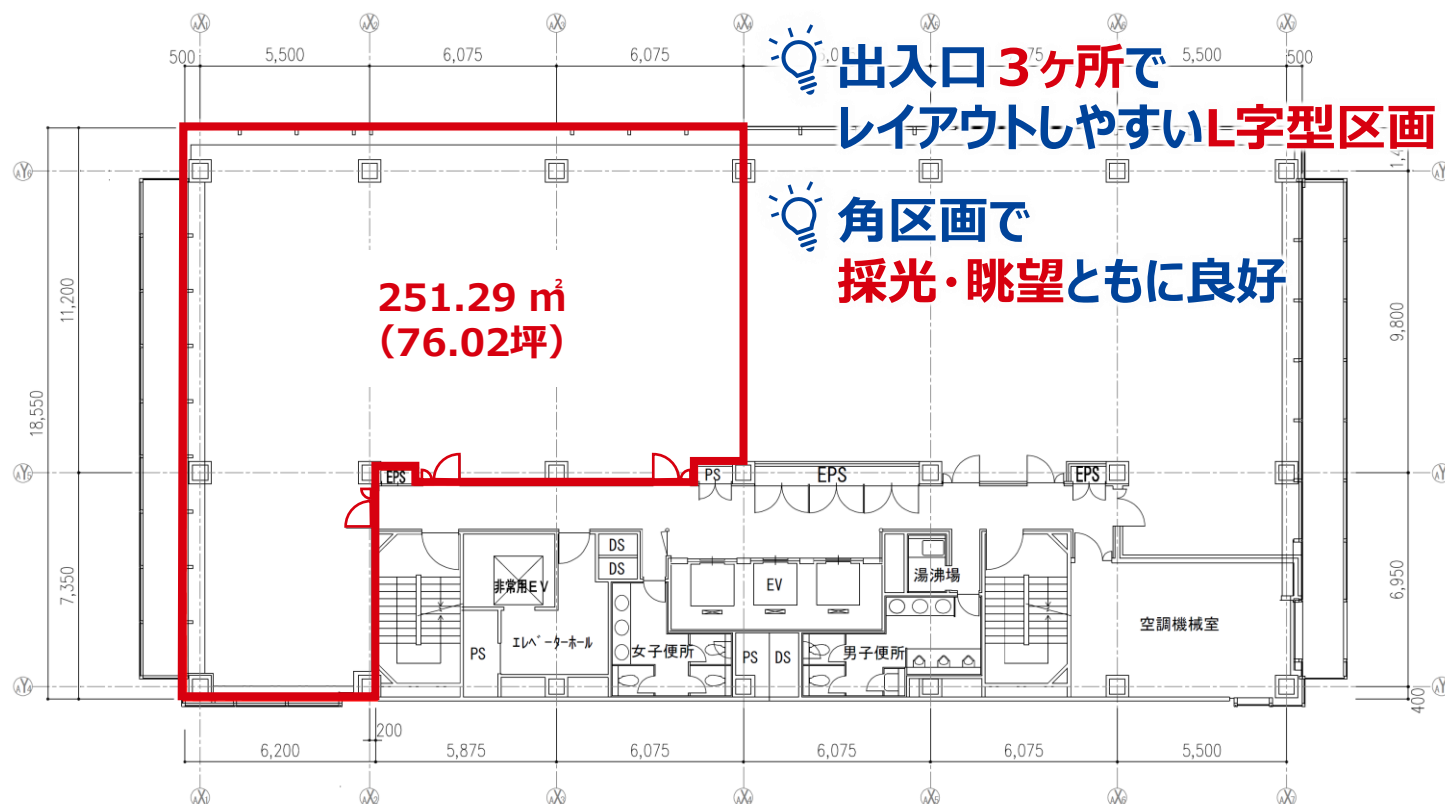 出入口３ヶ所で
レイアウトしやすいL字型区画
角区画で
採光・眺望ともに良好
500 5,500 6,075 6,075 5,500 500
251.29 ㎡
（76.02坪）
11,200
18,550
7,350
9,800
6,950
400
EPS
PS
EPS
EPS
DS
DS
非常用EV
EV
湯沸場
PS
エレベーターホール
女子便所
PS
DS
男子便所
空調機械室
200
6,200 5,875 6,075 6,075 6,075 5,500